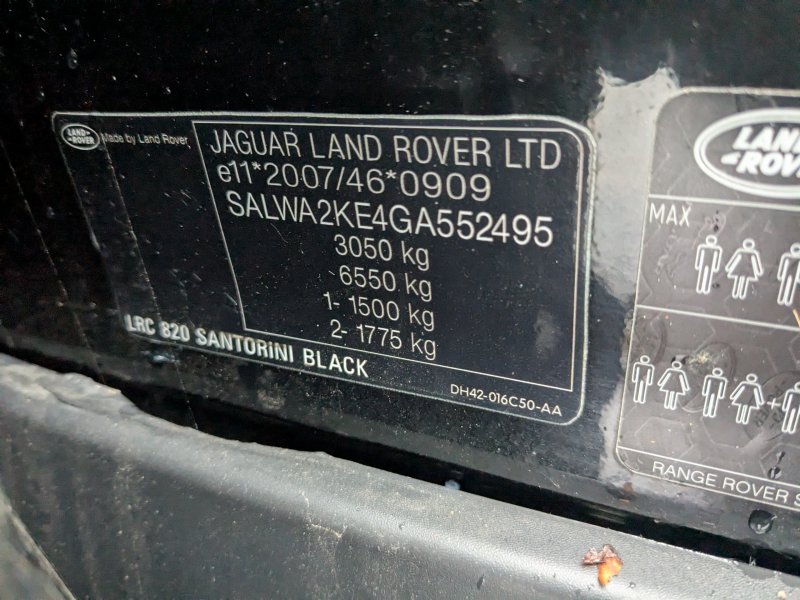 LAND ROVER
Made by Land Rover
JAGUAR LAND ROVER LTD
e11*2007/46*0909
SALWA2KE4GA552495
3050 kg
6550 kg
1- 1500 kg
2- 1775 kg
LRC 820 SANTORINI BLACK
DH42-016C50-AA
LAND
ROVER
MAX
+
RANGE ROVER S